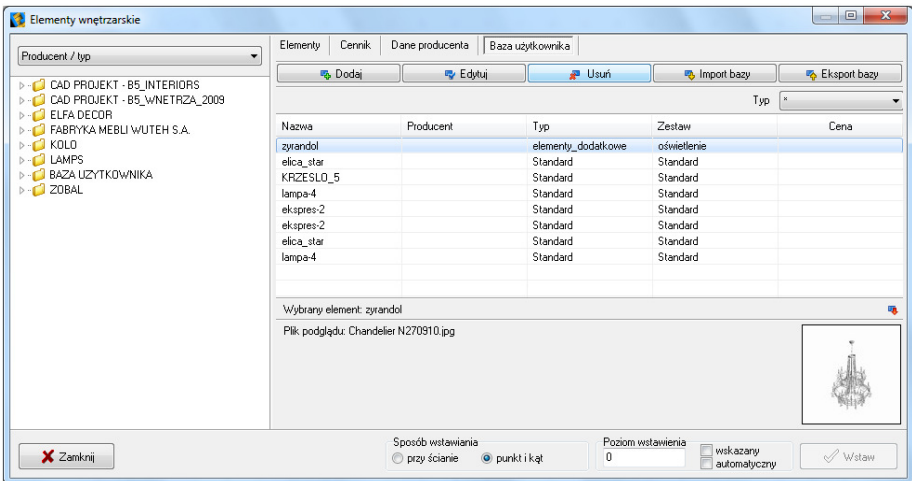 Elementy wnętrzarskie
Producent / typ
CAD PROJEKT - B5_INTERIORS
CAD PROJEKT - B5_WNETRZA_2009
ELFA DECOR
FABRYKA MEBLI WUTEH S.A.
KOLO
LAMPS
BAZA UZYTKOWNIKA
ZOBAL
Elementy Cennik Dane producenta Baza użytkownika
Dodaj Edytuj Usuń Import bazy Eksport bazy
Typ *
Nazwa Producent Typ Zestaw Cena
zyrandol elementy_dodatkowe oświetlenie
elica_star Standard Standard
KRZESLO_5 Standard Standard
lampa-4 Standard Standard
ekspres-2 Standard Standard
ekspres-2 Standard Standard
elica_star Standard Standard
lampa-4 Standard Standard
Wybrany element: zyrandol
Plik podglądu: Chandelier N270910.jpg
Zamknij
Sposób wstawiania
przy ścianie punkt i kąt
Poziom wstawienia
0
wskazany
automatyczny
Wstaw